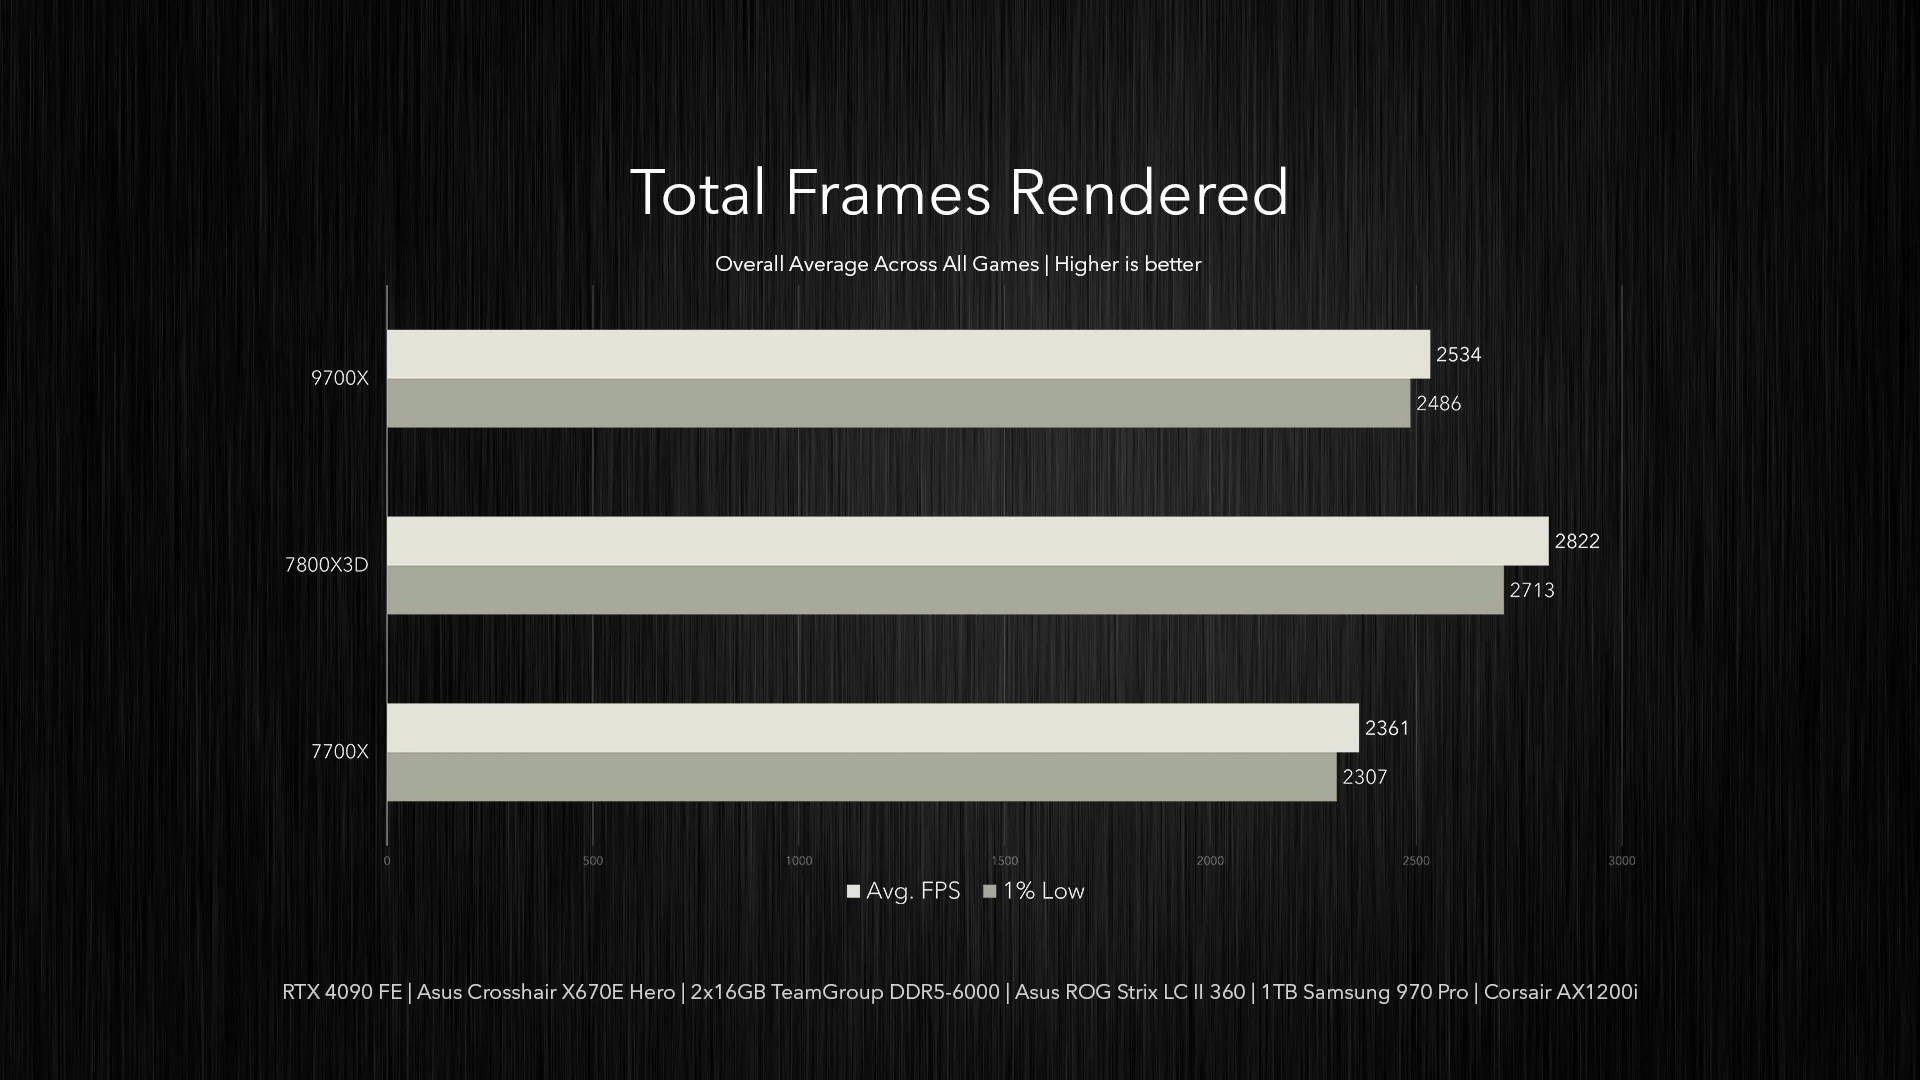 Total Frames Rendered
Overall Average Across All Games | Higher is better
2534
9700X
2486
2822
7800X3D
2713
2361
7700X
2307
0 500 1000 1500 2000 2500 3000
Avg. FPS 1% Low
RTX 4090 FE | Asus Crosshair X670E Hero | 2x16GB TeamGroup DDR5-6000 | Asus ROG Strix LC II 360 | 1TB Samsung 970 Pro | Corsair AX1200i